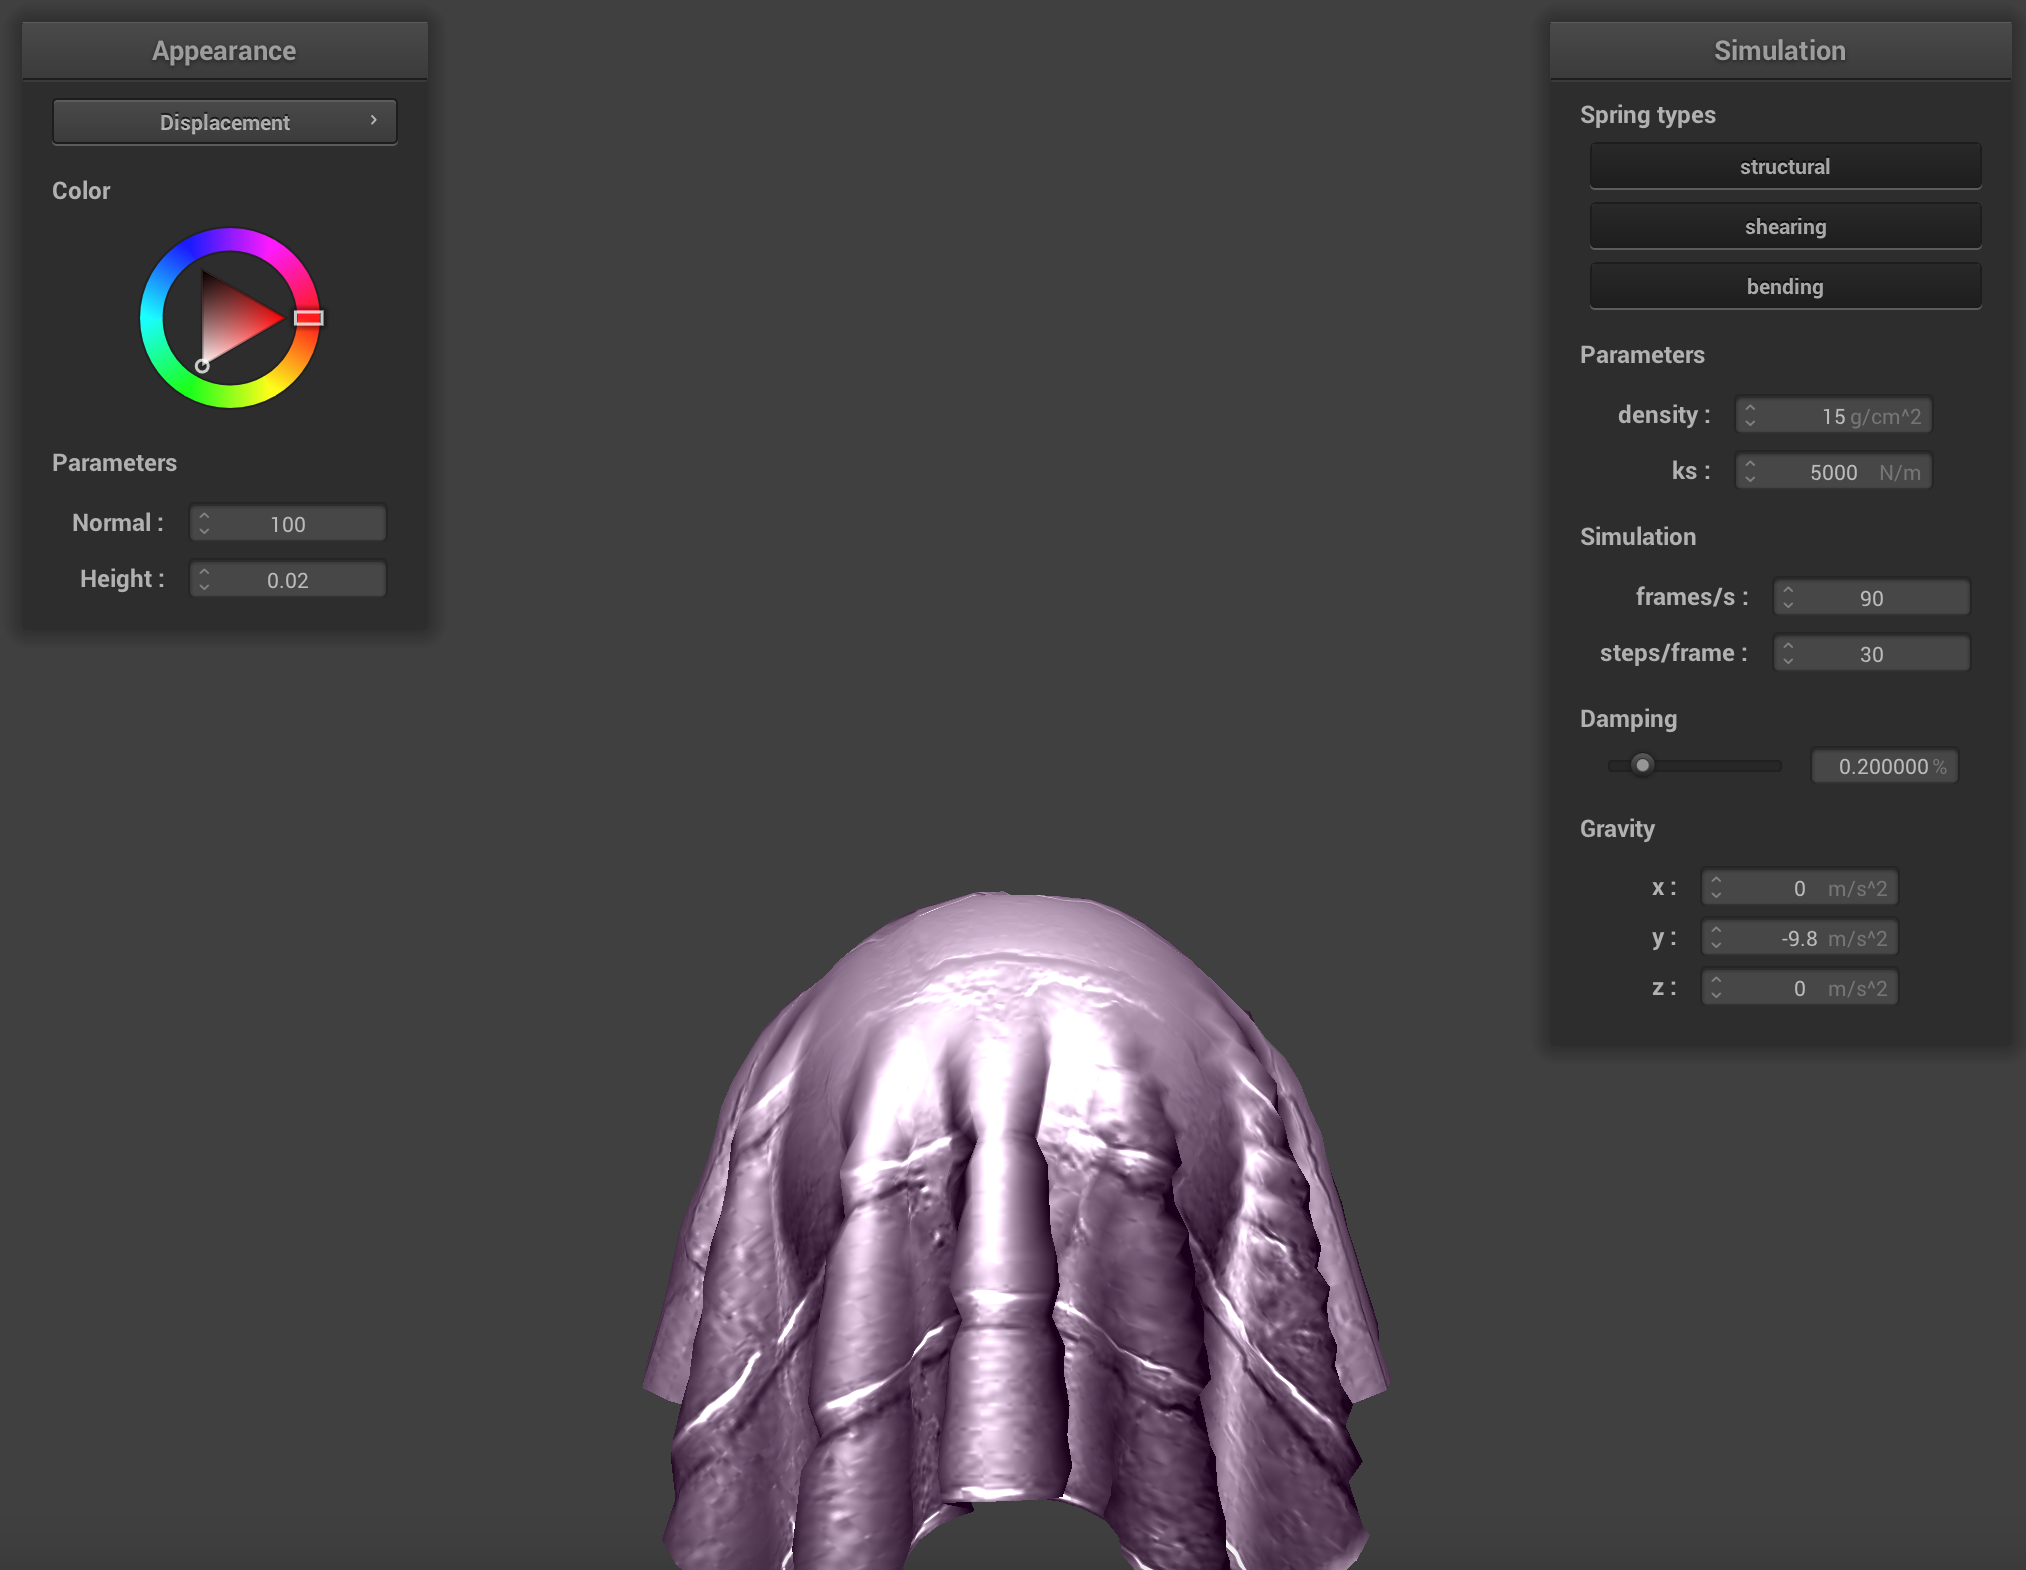 Appearance
Displacement
Color
Parameters
Normal : 100
Height : 0.02
Simulation
Spring types
structural
shearing
bending
Parameters
density : 15 g/cm^2
ks : 5000 N/m
Simulation
frames/s : 90
steps/frame : 30
Damping
0.200000 %
Gravity
x : 0 m/s^2
y : -9.8 m/s^2
z : 0 m/s^2